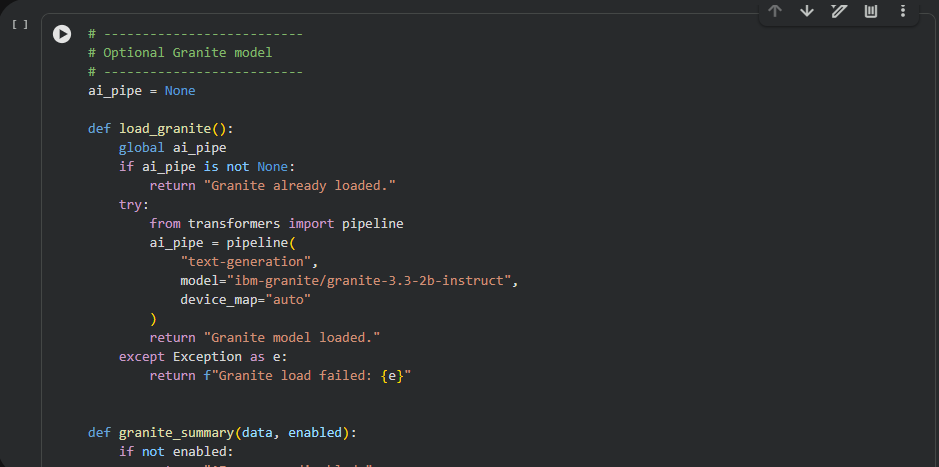 [ ]
# --------------------------
# Optional Granite model
# --------------------------
ai_pipe = None
def load_granite():
global ai_pipe
if ai_pipe is not None:
return "Granite already loaded."
try:
from transformers import pipeline
ai_pipe = pipeline(
"text-generation",
model="ibm-granite/granite-3.3-2b-instruct",
device_map="auto"
)
return "Granite model loaded."
except Exception as e:
return f"Granite load failed: {e}"
def granite_summary(data, enabled):
if not enabled: